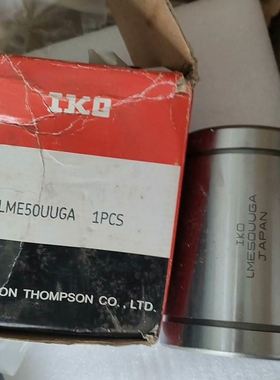 IKO
LME50UUGA 1PCS
ON THOMPSON CO., LTD.
IKO
LME50UUGA
JAPAN